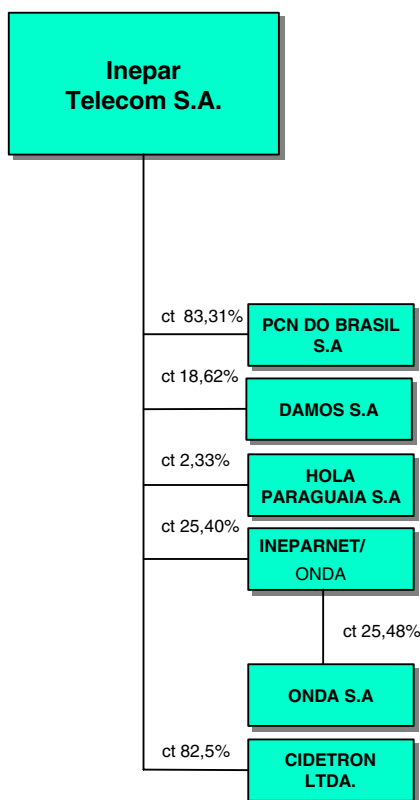 Inepar
Telecom S.A.
ct 83,31%
PCN DO BRASIL
S.A
ct 18,62%
DAMOS S.A
ct 2,33%
HOLA
PARAGUAIA S.A
ct 25,40%
INEPARNET/
ONDA
ct 25,48%
ONDA S.A
ct 82,5%
CIDETRON
LTDA.